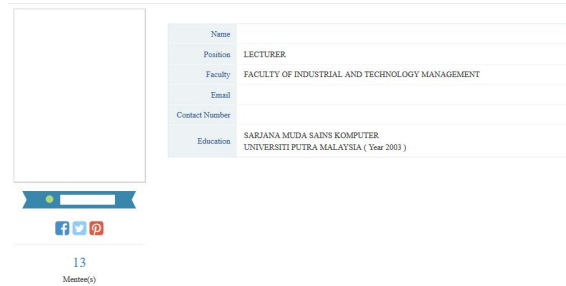 Name
Position LECTURER
Faculty FACULTY OF INDUSTRIAL AND TECHNOLOGY MANAGEMENT
Email
Contact Number
Education SARJANA MUDA SAINS KOMPUTER
UNIVERSITI PUTRA MALAYSIA ( Year 2003 )
13
Mentee(s)